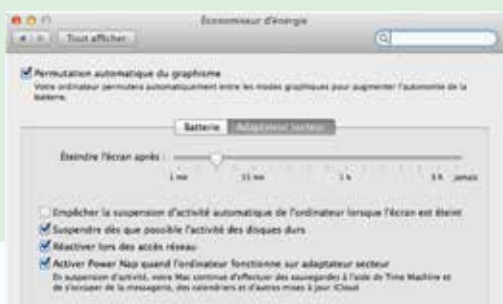 Économiseur d'énergie
Tout afficher
Permutation automatique du graphisme
Votre ordinateur permutera automatiquement entre les modes graphiques pour augmenter l'autonomie de la
batterie.
Batterie Adaptateur secteur
Éteindre l'écran après :
1 mn 15 mn 1 h 3 h Jamais
Empêcher la suspension d'activité automatique de l'ordinateur lorsque l'écran est éteint
Suspendre dès que possible l'activité des disques durs
Réactiver lors des accès réseau
Activer Power Nap quand l'ordinateur fonctionne sur adaptateur secteur
En suspension d'activité, votre Mac continue d'effectuer des sauvegardes à l'aide de Time Machine et
de s'occuper de la messagerie, des calendriers et d'autres mises à jour iCloud